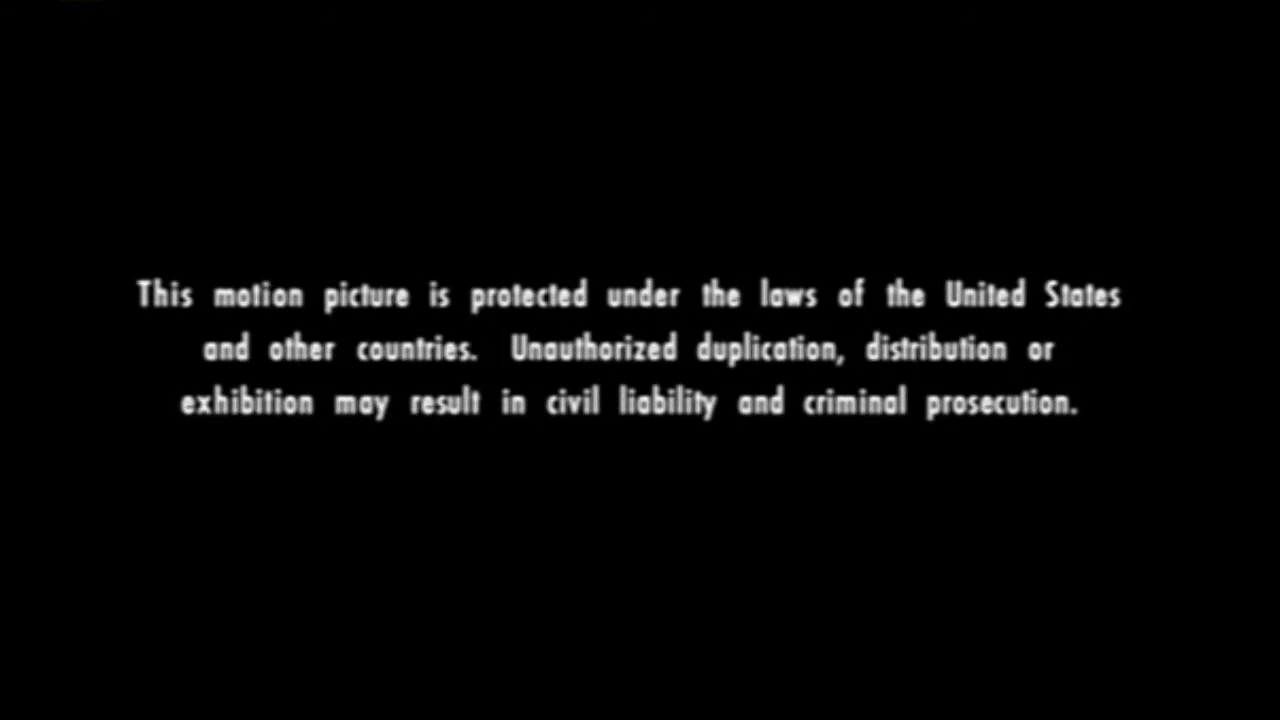 This motion picture is protected under the laws of the United States
and other countries. Unauthorized duplication, distribution or
exhibition may result in civil liability and criminal prosecution.